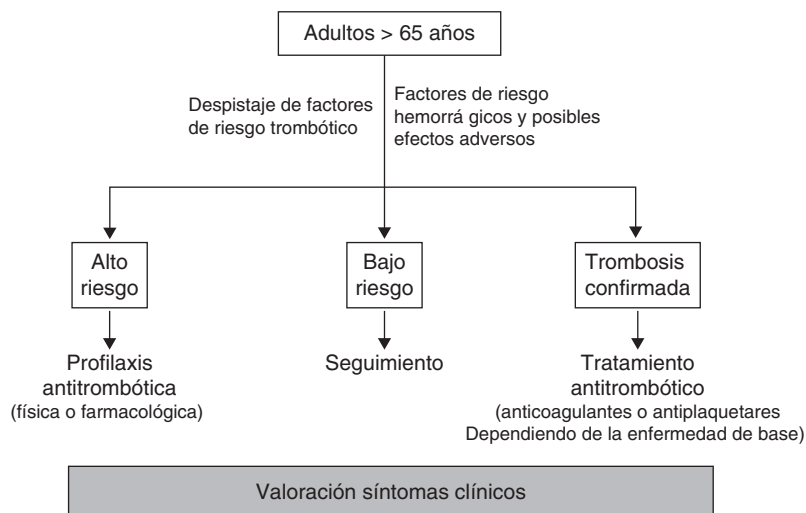 Adultos > 65 años
Despistaje de factores
de riesgo trombótico
Factores de riesgo
hemorrá gicos y posibles
efectos adversos
Alto
riesgo
Bajo
riesgo
Trombosis
confirmada
Profilaxis
antitrombótica
(física o farmacológica)
Seguimiento
Tratamiento
antitrombótico
(anticoagulantes o antiplaquetares
Dependiendo de la enfermedad de base)
Valoración síntomas clínicos